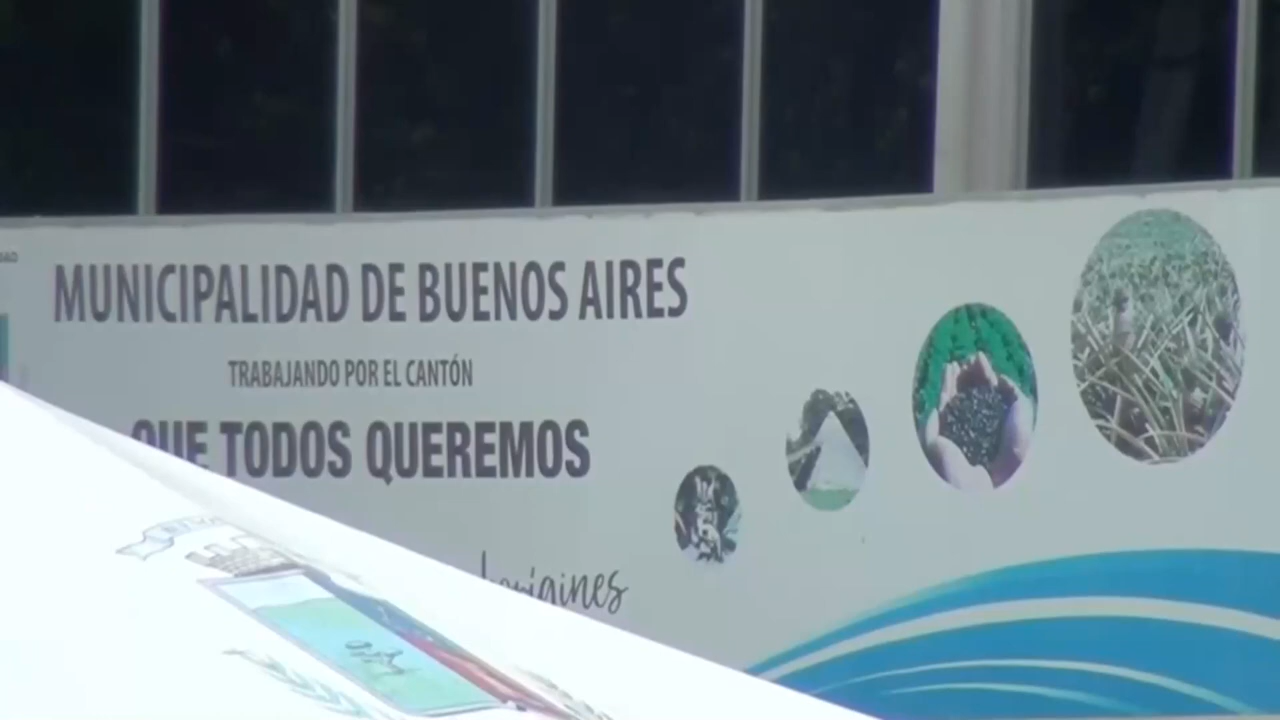 MUNICIPALIDAD DE BUENOS AIRES
TRABAJANDO POR EL CANTÓN
QUE TODOS QUEREMOS